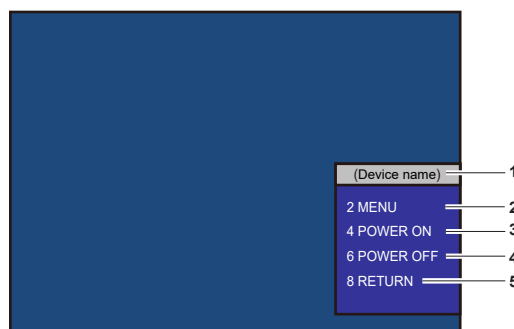 (Device name) 1
2 MENU 2
4 POWER ON 3
6 POWER OFF 4
8 RETURN 5